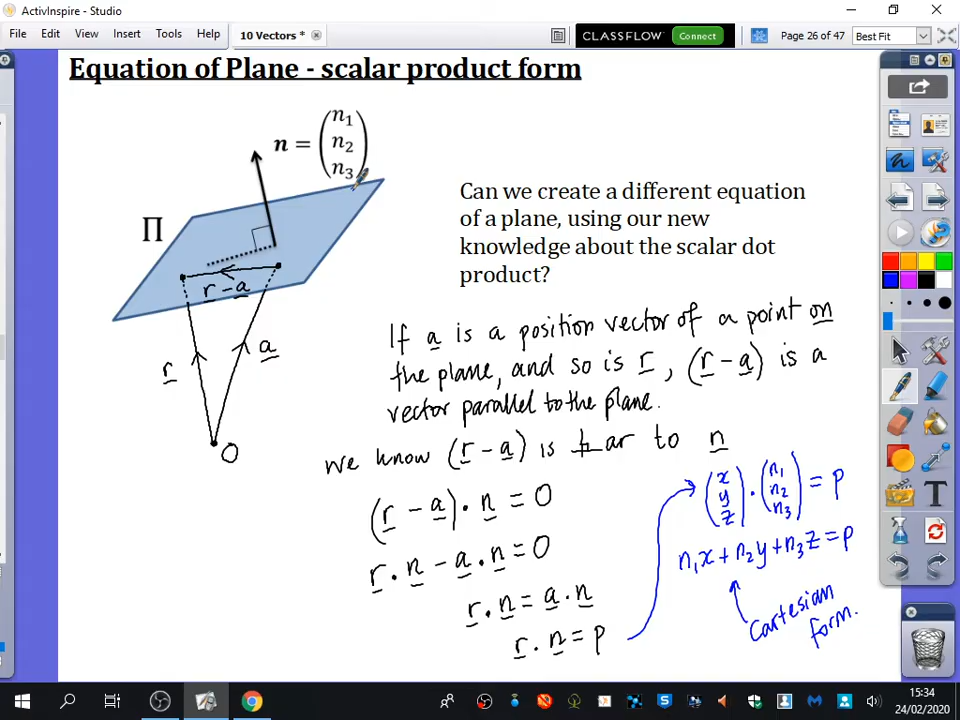 ActivInspire - Studio
File Edit View Insert Tools Help
10 Vectors *
CLASSFLOW Connect
Page 26 of 47
Best Fit
Equation of Plane - scalar product form
n = (n₁ n₂ n₃)
Π
r - a
r
a
O
Can we create a different equation
of a plane, using our new
knowledge about the scalar dot
product?
If a is a position vector of a point on
the plane, and so is r, (r - a) is a
vector parallel to the plane.
we know (r - a) is ⊥ar to n
(r - a) · n = 0
r · n - a · n = 0
r · n = a · n
r · n = p
(x y z) · (n₁ n₂ n₃) = p
n₁x + n₂y + n₃z = p
Cartesian
form.
15:34
24/02/2020